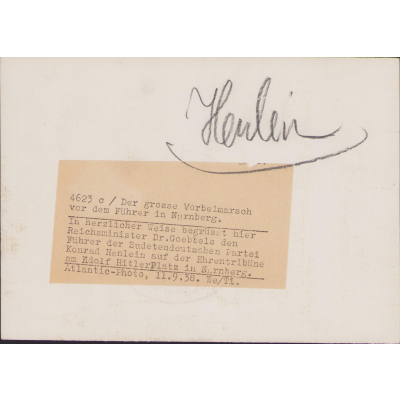 Henlein
4623 c / Der grosse Vorbeimarsch
vor dem Führer in Nürnberg.
In herzlicher Weise begrüsst hier
Reichsminister Dr.Goebbels den
Führer der Sudetendeutschen Partei
Konrad Henlein auf der Ehrentribüne
am Adolf HitlerPlatz in Nürnberg.
Atlantic-Photo, 11.9.38. We/Ti.